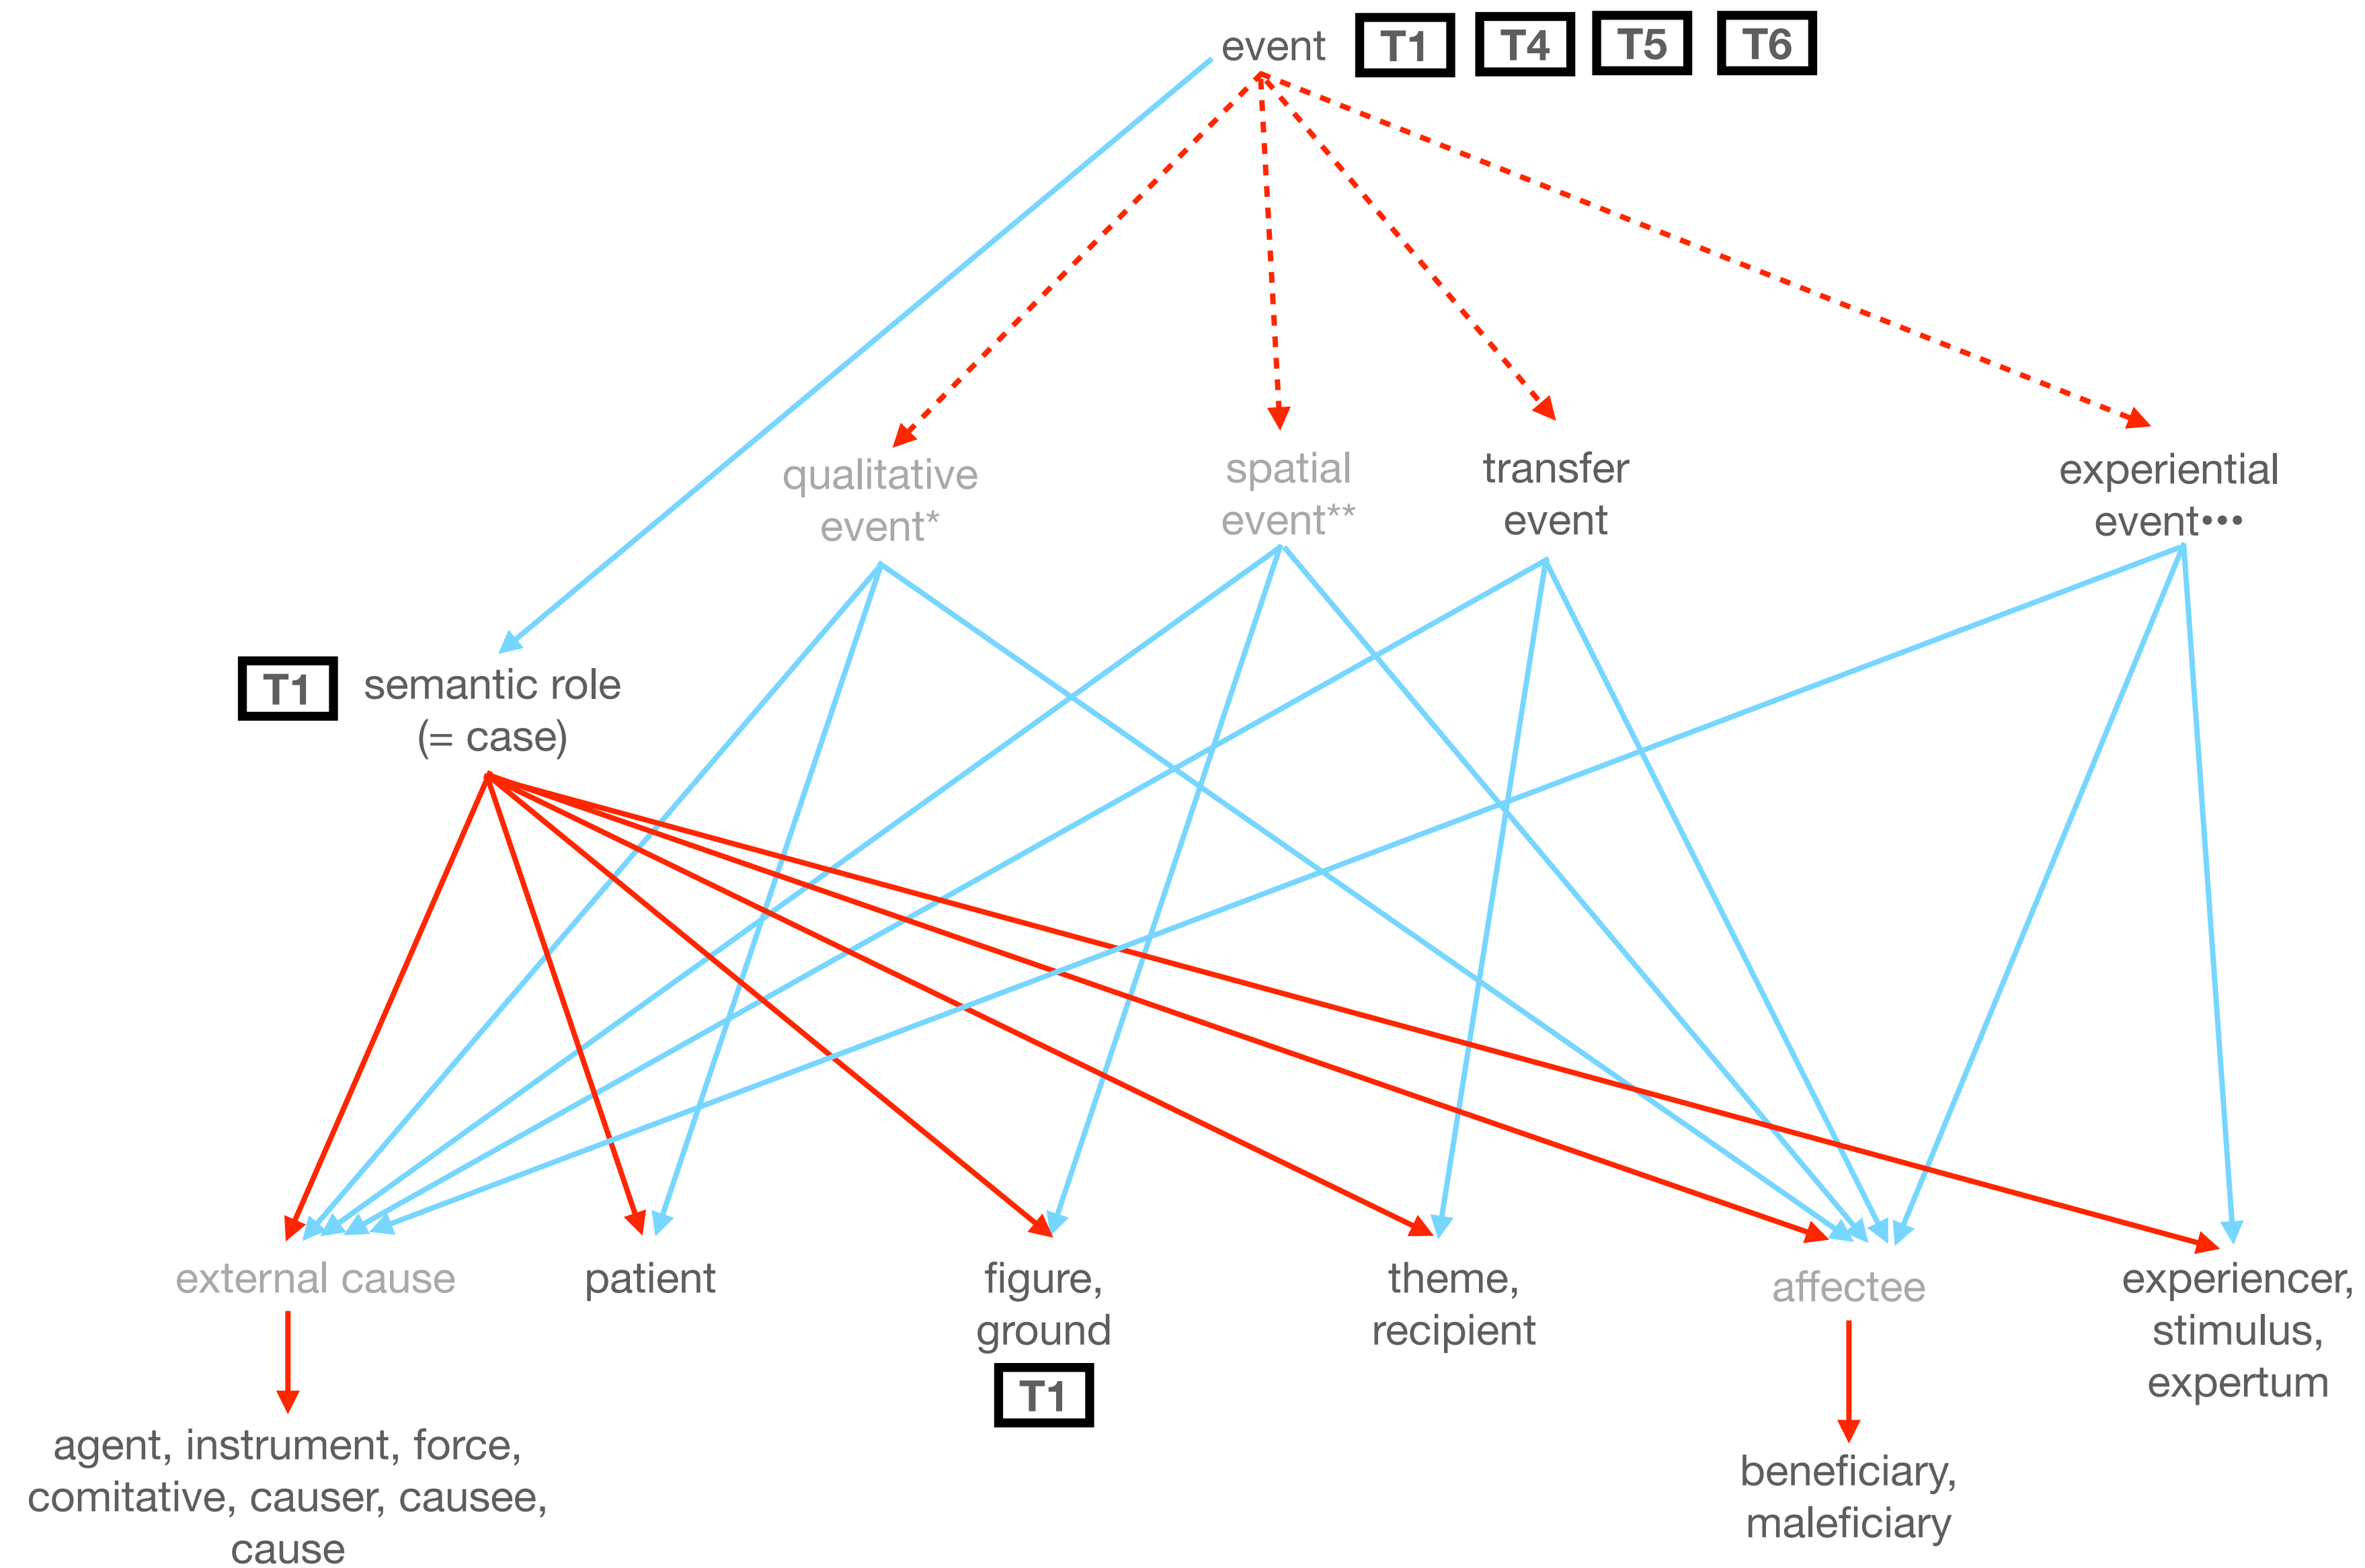 event T1 T4 T5 T6
qualitative
event*
spatial
event**
transfer
event
experiential
event•••
T1 semantic role
(= case)
external cause
patient
figure,
ground
T1
theme,
recipient
affectee
experiencer,
stimulus,
expertum
agent, instrument, force,
comitative, causer, causee,
cause
beneficiary,
maleficiary